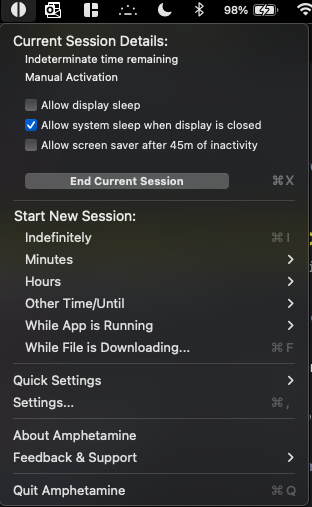 98%
Current Session Details:
Indeterminate time remaining
Manual Activation
Allow display sleep
Allow system sleep when display is closed
Allow screen saver after 45m of inactivity
End Current Session ⌘X
Start New Session:
Indefinitely ⌘I
Minutes
Hours
Other Time/Until
While App is Running
While File is Downloading... ⌘F
Quick Settings
Settings... ⌘,
About Amphetamine
Feedback & Support
Quit Amphetamine ⌘Q